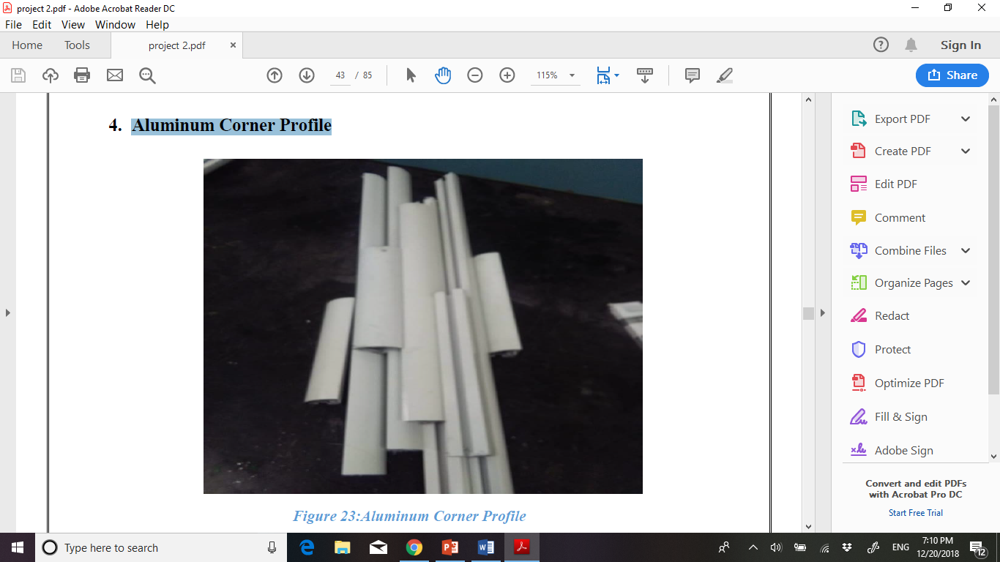 project 2.pdf - Adobe Acrobat Reader DC
File Edit View Window Help
Home Tools project 2.pdf × Sign In
43 / 85 115% Share
4. Aluminum Corner Profile
Figure 23:Aluminum Corner Profile
Export PDF
Create PDF
Edit PDF
Comment
Combine Files
Organize Pages
Redact
Protect
Optimize PDF
Fill & Sign
Adobe Sign
Convert and edit PDFs
with Acrobat Pro DC
Start Free Trial
Type here to search
ENG
7:10 PM
12/20/2018
12